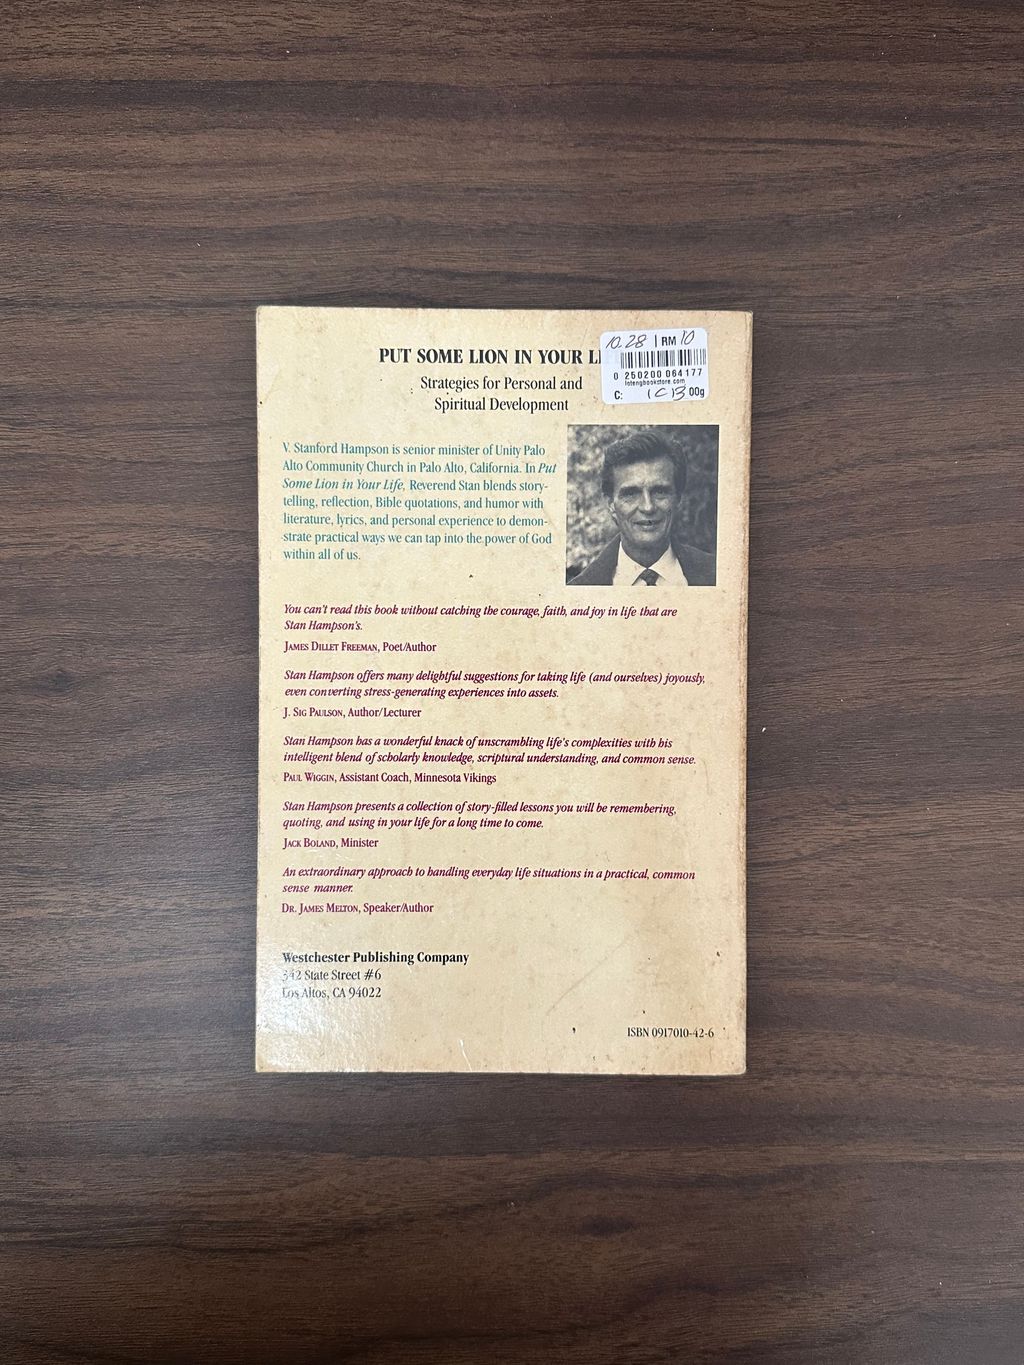 PUT SOME LION IN YOUR
Strategies for Personal and
Spiritual Development
10.28 | RM 10
0 250200 064177
lotengbookstore.com
C: 00g
V. Stanford Hampson is senior minister of Unity Palo
Alto Community Church in Palo Alto, California. In Put
Some Lion in Your Life, Reverend Stan blends story-
telling, reflection, Bible quotations, and humor with
literature, lyrics, and personal experience to demon-
strate practical ways we can tap into the power of God
within all of us.
You can't read this book without catching the courage, faith, and joy in life that are
Stan Hampson's.
JAMES DILLET FREEMAN, Poet/Author
Stan Hampson offers many delightful suggestions for taking life (and ourselves) joyously,
even converting stress-generating experiences into assets.
J. SIG PAULSON, Author/Lecturer
Stan Hampson has a wonderful knack of unscrambling life's complexities with his
intelligent blend of scholarly knowledge, scriptural understanding, and common sense.
PAUL WIGGIN, Assistant Coach, Minnesota Vikings
Stan Hampson presents a collection of story-filled lessons you will be remembering,
quoting, and using in your life for a long time to come.
JACK BOLAND, Minister
An extraordinary approach to handling everyday life situations in a practical, common
sense manner.
DR. JAMES MELTON, Speaker/Author
Westchester Publishing Company
342 State Street #6
Los Altos, CA 94022
ISBN 0917010-42-6